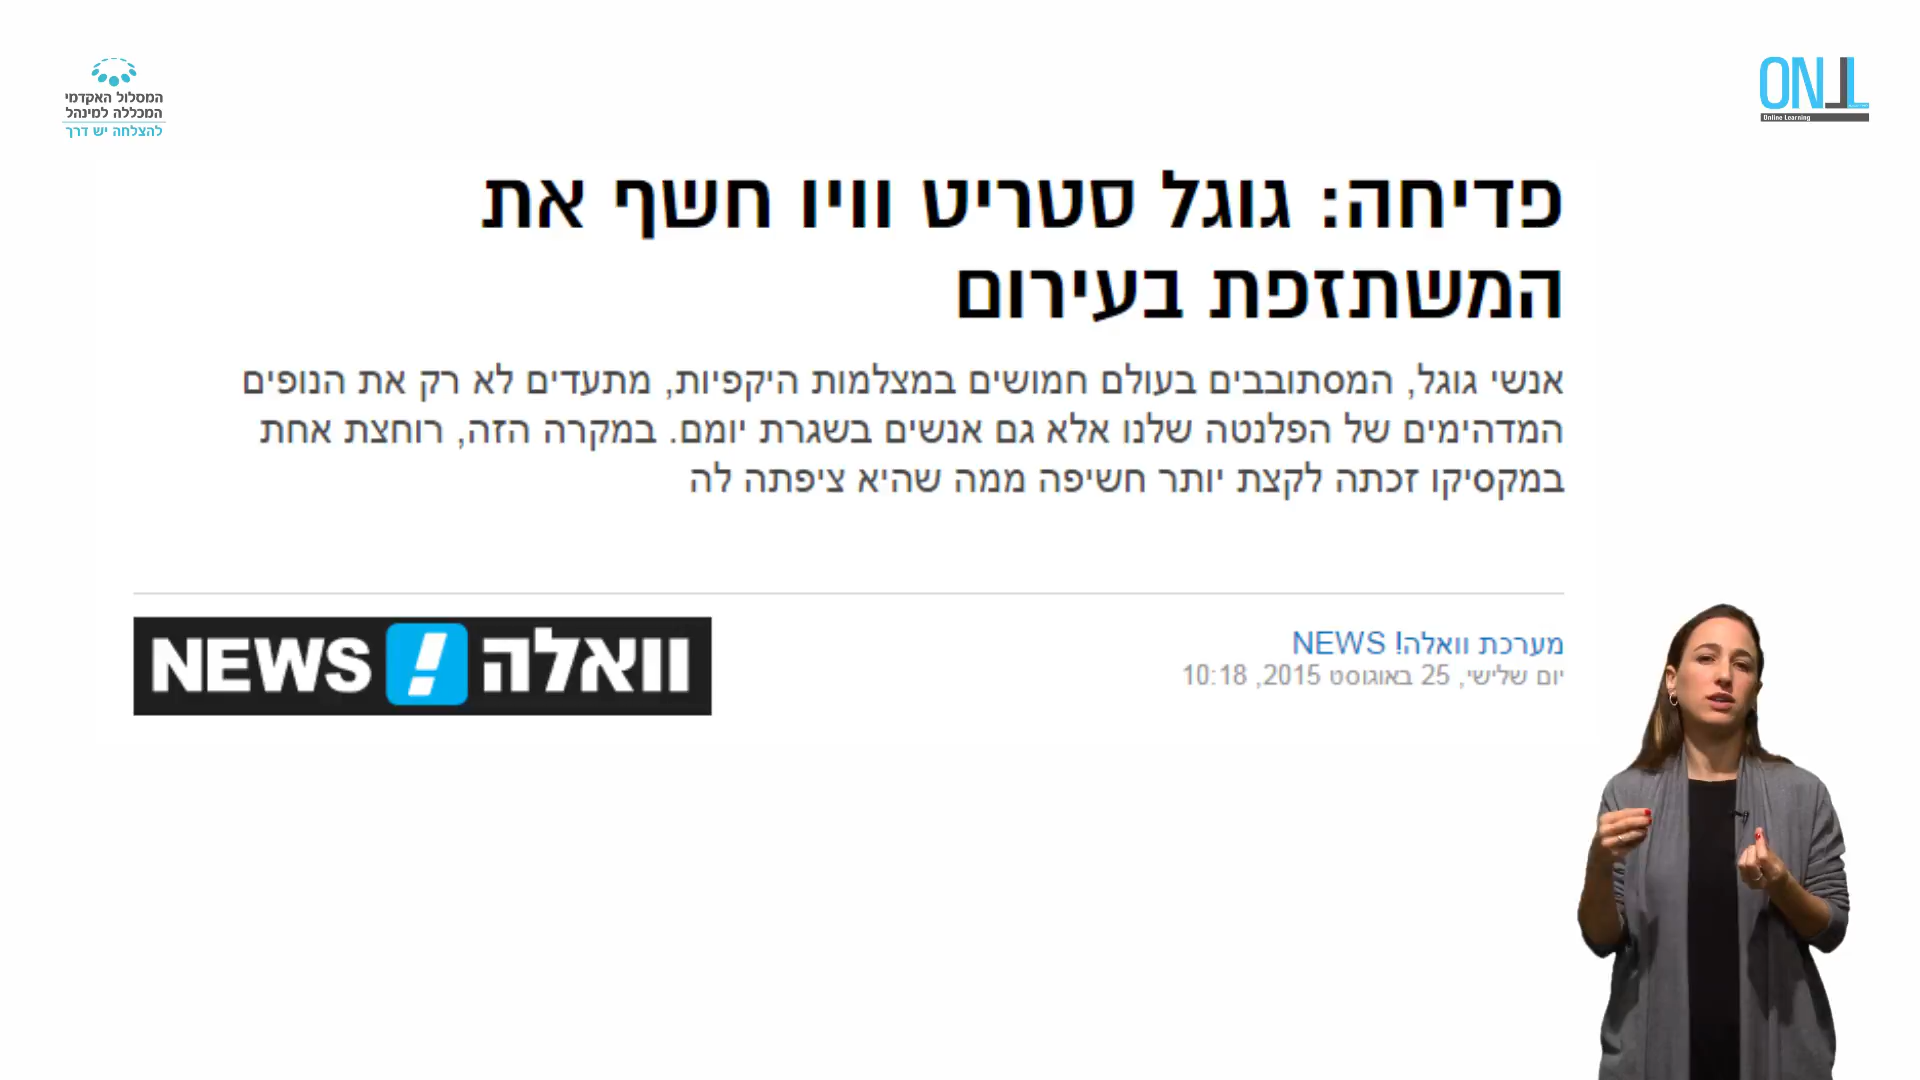 המסלול האקדמי
המכללה למינהל
להצלחה יש דרך
ONLL
Online Learning
פדיחה: גוגל סטריט וויו חשף את
המשתזפת בעירום
אנשי גוגל, המסתובבים בעולם חמושים במצלמות היקפיות, מתעדים לא רק את הנופים
המדהימים של הפלנטה שלנו אלא גם אנשים בשגרת יומם. במקרה הזה, רוחצת אחת
במקסיקו זכתה לקצת יותר חשיפה ממה שהיא ציפתה לה
מערכת וואלה! NEWS
יום שלישי, 25 באוגוסט 2015, 10:18
וואלה! NEWS